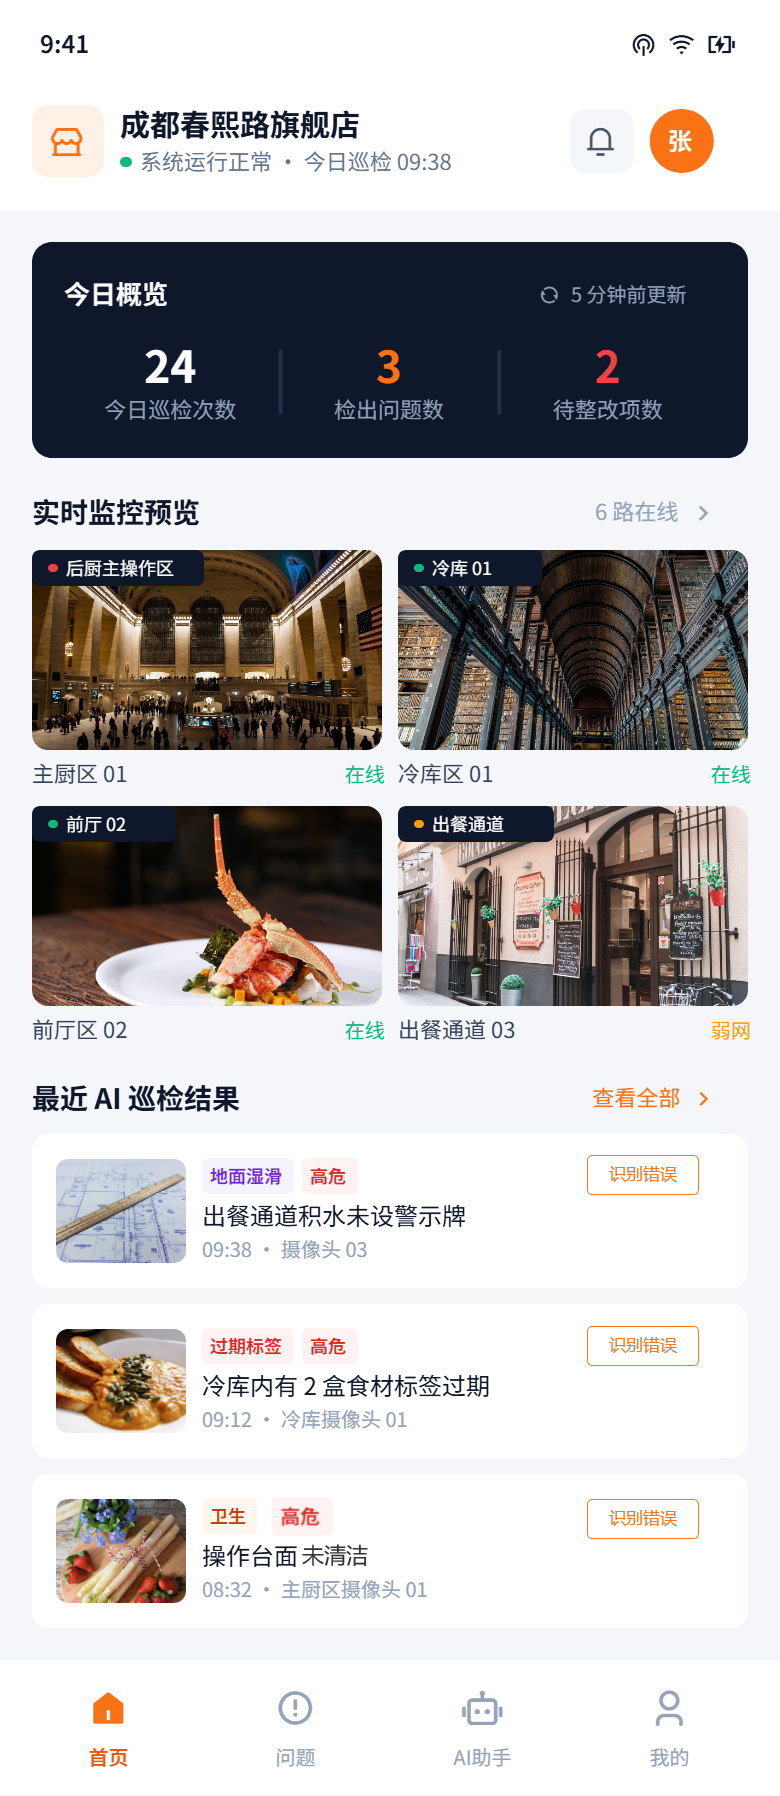 9:41
成都春熙路旗舰店
系统运行正常 • 今日巡检 09:38
张
今日概览
5 分钟前更新
24
3
2
今日巡检次数
检出问题数
待整改项数
实时监控预览
6 路在线
后厨主操作区
冷库 01
主厨区 01
在线
冷库区 01
在线
前厅 02
出餐通道
前厅区 02
在线
出餐通道 03
弱网
最近 AI 巡检结果
查看全部
地面湿滑
高危
识别错误
出餐通道积水未设警示牌
09:38 • 摄像头 03
过期标签
高危
识别错误
冷库内有 2 盒食材标签过期
09:12 • 冷库摄像头 01
卫生
高危
识别错误
操作台面 未清洁
08:32 • 主厨区摄像头 01
首页
问题
AI助手
我的